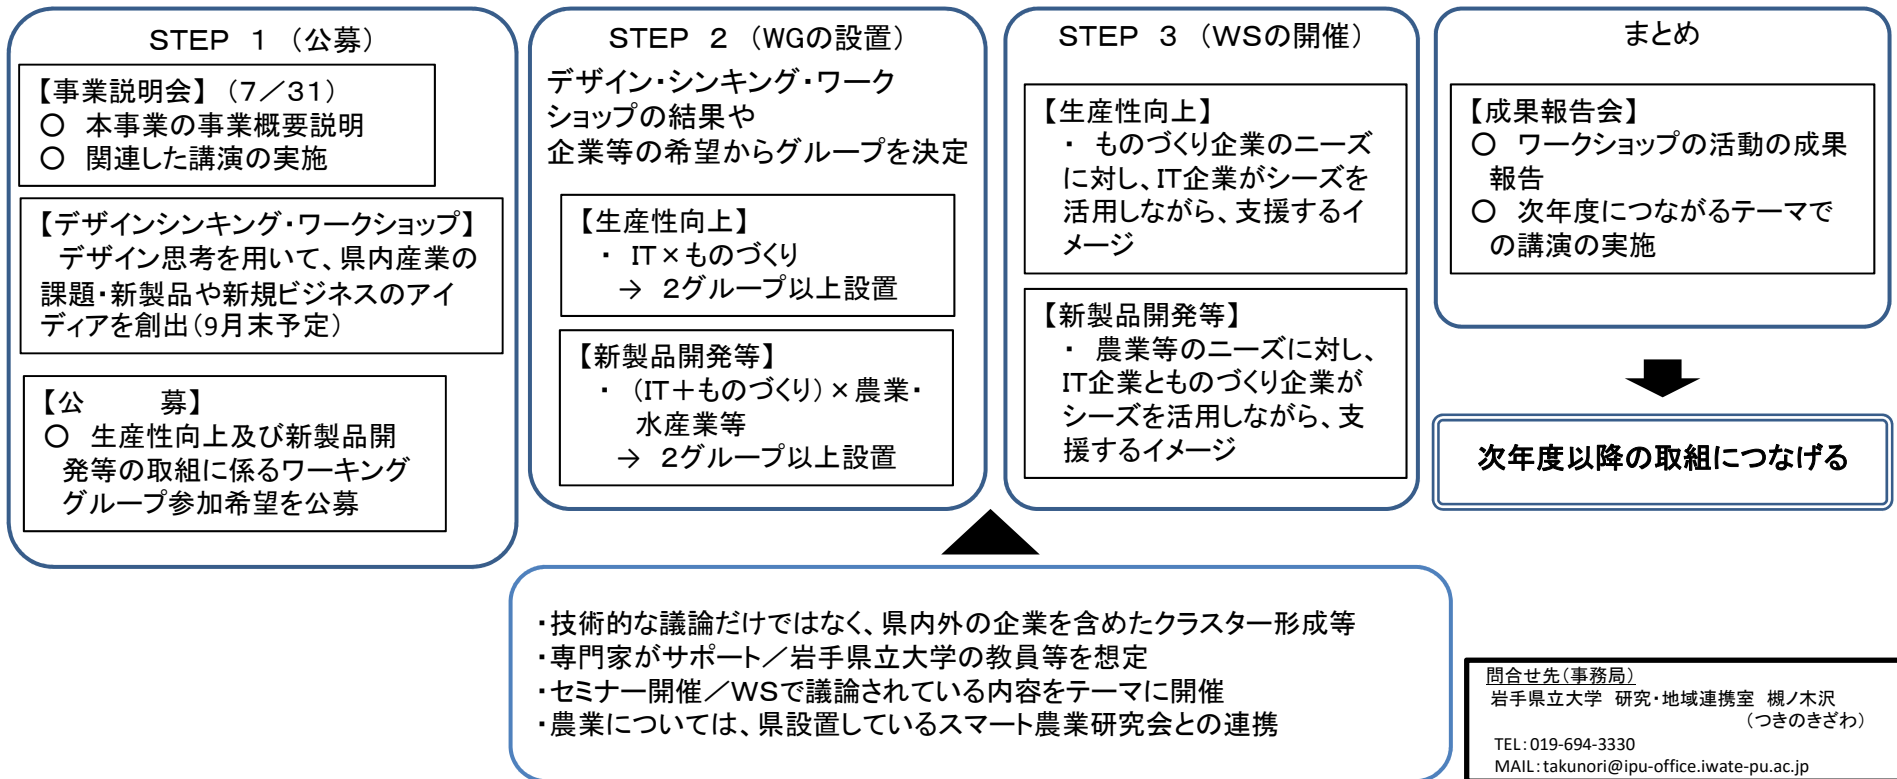 STEP 1 (公募)
【事業説明会】 (7/31)
○ 本事業の事業概要説明
○ 関連した講演の実施
【デザインシンキング・ワークショップ】
デザイン思考を用いて、県内産業の
課題・新製品や新規ビジネスのアイ
ディアを創出(9月末予定)
【公 募】
○ 生産性向上及び新製品開
発等の取組に係るワーキング
グループ参加希望を公募
STEP 2 (WGの設置)
デザイン・シンキング・ワーク
ショップの結果や
企業等の希望からグループを決定
【生産性向上】
・ IT×ものづくり
→ 2グループ以上設置
【新製品開発等】
・ (IT+ものづくり)×農業・
水産業等
→ 2グループ以上設置
STEP 3 (WSの開催)
【生産性向上】
・ ものづくり企業のニーズ
に対し、IT企業がシーズを
活用しながら、支援するイ
メージ
【新製品開発等】
・ 農業等のニーズに対し、
IT企業とものづくり企業が
シーズを活用しながら、支
援するイメージ
まとめ
【成果報告会】
○ ワークショップの活動の成果
報告
○ 次年度につながるテーマで
の講演の実施
次年度以降の取組につなげる
・技術的な議論だけではなく、県内外の企業を含めたクラスター形成等
・専門家がサポート/岩手県立大学の教員等を想定
・セミナー開催/WSで議論されている内容をテーマに開催
・農業については、県設置しているスマート農業研究会との連携
問合せ先(事務局)
岩手県立大学 研究・地域連携室 槻ノ木沢
(つきのきざわ)
TEL:019-694-3330
MAIL:takunori@ipu-office.iwate-pu.ac.jp